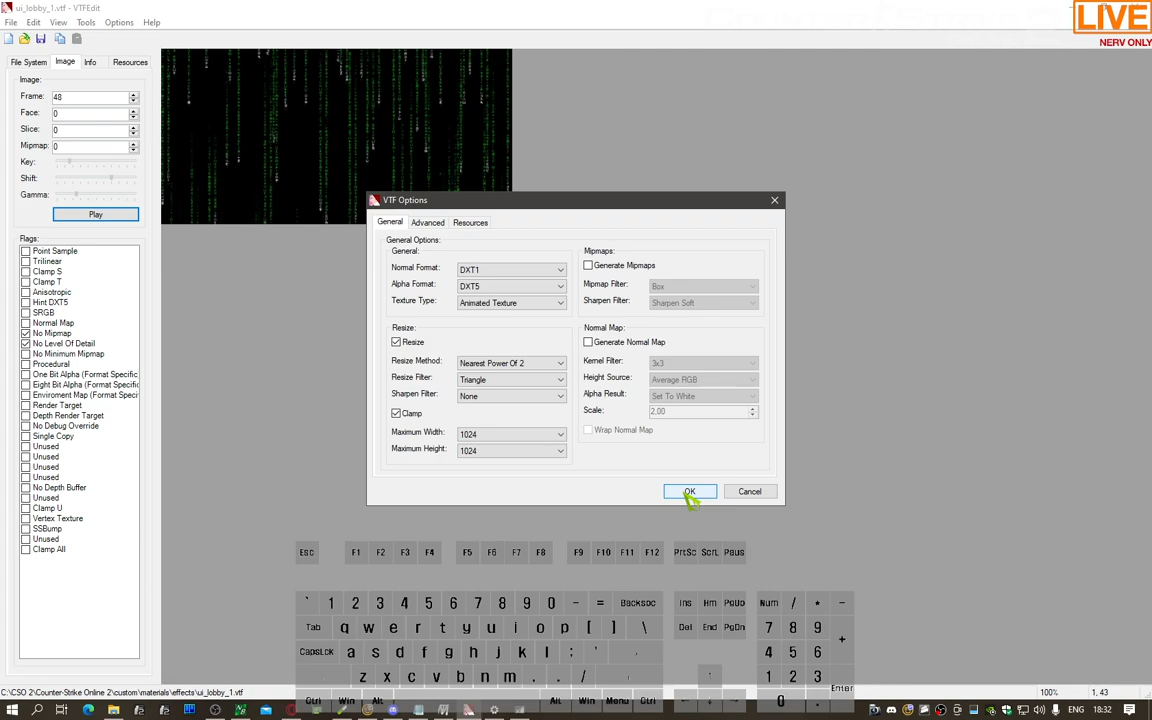 ui_lobby_1.vtf - VTFEdit
LIVE
NERV ONLY
File Edit View Tools Options Help
File System Image Info Resources
Image:
Frame: 48
Face: 0
Slice: 0
Mipmap: 0
Key:
Shift:
Gamma:
Play
Flags:
Point Sample
Trilinear
Clamp S
Clamp T
Anisotropic
Hint DXT5
SRGB
Normal Map
No Mipmap
No Level Of Detail
No Minimum Mipmap
Procedural
One Bit Alpha (Format Specific
Eight Bit Alpha (Format Specific
Enviroment Map (Format Speci
Render Target
Depth Render Target
No Debug Override
Single Copy
Unused
Unused
Unused
Unused
No Depth Buffer
Unused
Clamp U
Vertex Texture
SSBump
Unused
Clamp All
VTF Options
General Advanced Resources
General Options:
General:
Normal Format: DXT1
Alpha Format: DXT5
Texture Type: Animated Texture
Mipmaps:
Generate Mipmaps
Mipmap Filter: Box
Sharpen Filter: Sharpen Soft
Resize:
Resize
Resize Method: Nearest Power Of 2
Resize Filter: Triangle
Sharpen Filter: None
Clamp
Maximum Width: 1024
Maximum Height: 1024
Normal Map:
Generate Normal Map
Kernel Filter: 3x3
Height Source: Average RGB
Alpha Result: Set To White
Scale: 2.00
Wrap Normal Map
OK Cancel
Esc F1 F2 F3 F4 F5 F6 F7 F8 F9 F10 F11 F12 PrtSc ScrL Paus
` 1 2 3 4 5 6 7 8 9 0 - = Backspc Ins Hm PgUp Num / * -
Tab q w e r t y u i o p [ ] \ Del End PgDn 7 8 9 +
CapsLck a s d f g h j k l ; ' 4 5 6
z x c v b n m . . / 1 2 3 Enter
Ctrl Win Alt Alt Win Menu Ctrl 0 .
C:\CSO 2\Counter-Strike Online 2\custom\materials\effects\ui_lobby_1.vtf 100% 1, 43
ENG 18:32